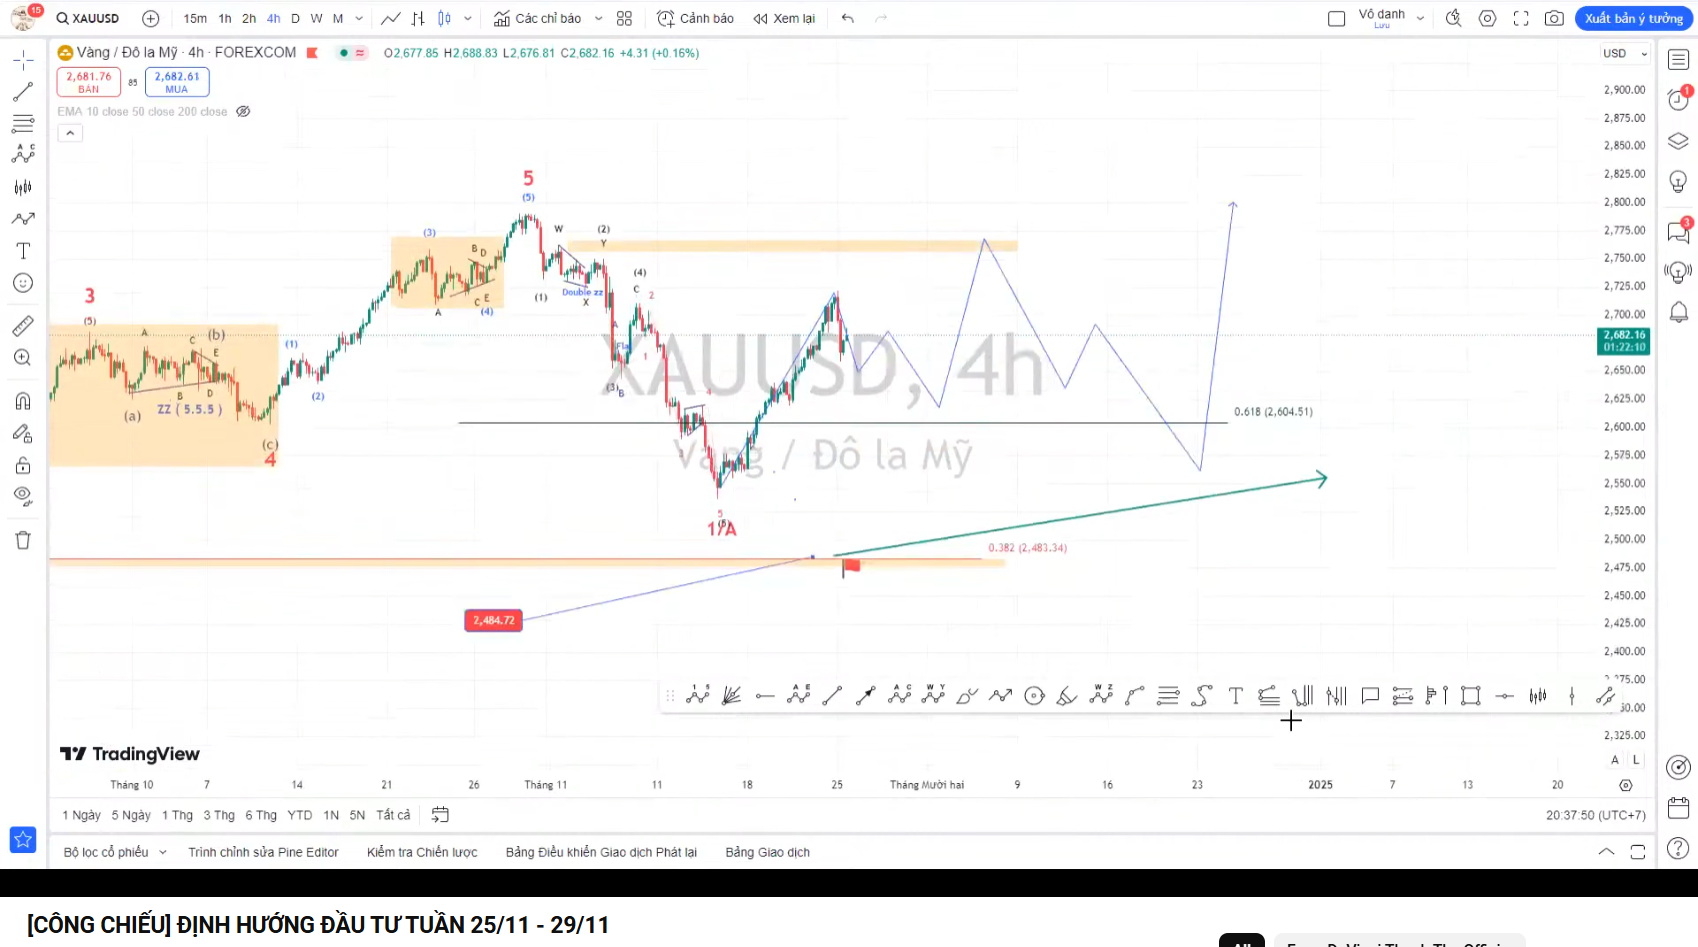 15
XAUUSD
15m 1h 2h 4h D W M
Các chỉ báo
Cảnh báo
Xem lại
Vô danh
Lưu
Xuất bản ý tưởng
Vàng / Đô la Mỹ · 4h · FOREXCOM
O2,677.85 H2,688.83 L2,676.81 C2,682.16 +4.31 (+0.16%)
USD
2,681.76
BÁN
85
2,682.61
MUA
EMA 10 close 50 close 200 close
2,900.00
2,875.00
2,850.00
2,825.00
2,800.00
2,775.00
2,750.00
2,725.00
2,700.00
2,682.16
01:22:10
2,650.00
2,625.00
2,600.00
2,575.00
2,550.00
2,525.00
2,500.00
2,475.00
2,450.00
2,425.00
2,400.00
2,325.00
1
3
5
(5)
W
(2)
Y
(3)
B
D
(1)
Double zz
X
(4)
C
2
A
C
E
(4)
3
(5)
A
C
(b)
E
(1)
(2)
(a)
B
D
ZZ ( 5.5.5 )
(c)
4
1
(3)
B
4
3
5
1/A
XAUUSD, 4h
Vàng / Đô la Mỹ
0.618 (2,604.51)
0.382 (2,483.34)
2,484.72
TradingView
A L
Tháng 10 7 14 21 26 Tháng 11 11 18 25 Tháng Mười hai 9 16 23 2025 7 13 20
1 Ngày 5 Ngày 1 Thg 3 Thg 6 Thg YTD 1N 5N Tất cả
20:37:50 (UTC+7)
Bộ lọc cổ phiếu Trình chỉnh sửa Pine Editor Kiểm tra Chiến lược Bảng Điều khiển Giao dịch Phát lại Bảng Giao dịch
[CÔNG CHIẾU] ĐỊNH HƯỚNG ĐẦU TƯ TUẦN 25/11 - 29/11